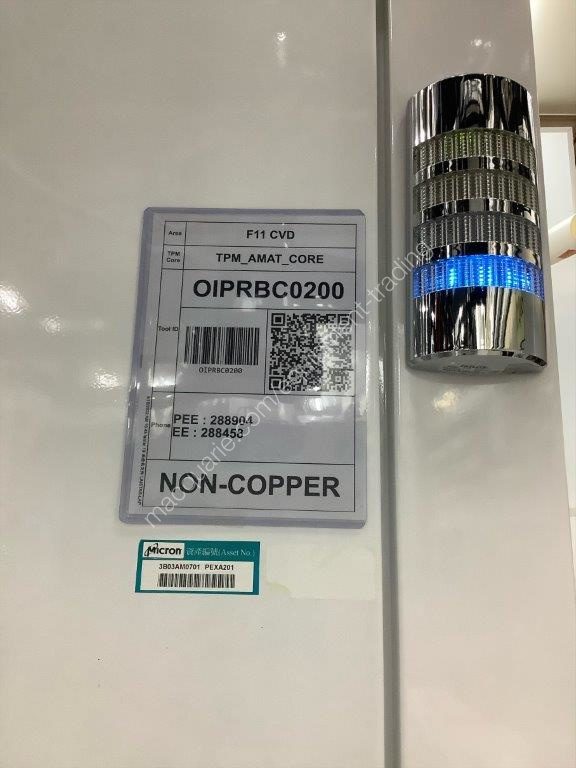 Area F11 CVD
TPM Core TPM_AMAT_CORE
OIPRBC0200
Tool ID
OIPRBC0200
Phone
PEE : 288904
EE : 288453
NON-COPPER
Micron 資產編號(Asset No.)
3B03AM0701 PEXA201